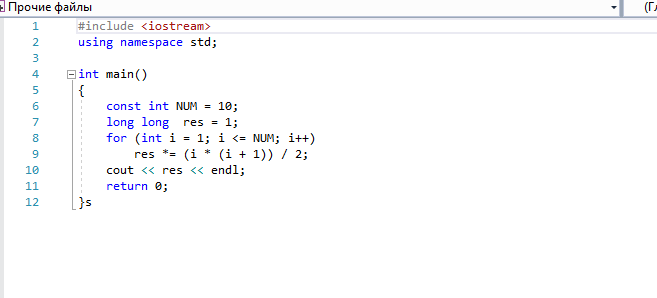 Прочие файлы (Гл
1 #include <iostream>
2 using namespace std;
3
4 int main()
5 {
6 const int NUM = 10;
7 long long  res = 1;
8 for (int i = 1; i <= NUM; i++)
9 res *= (i * (i + 1)) / 2;
10 cout << res << endl;
11 return 0;
12 }s